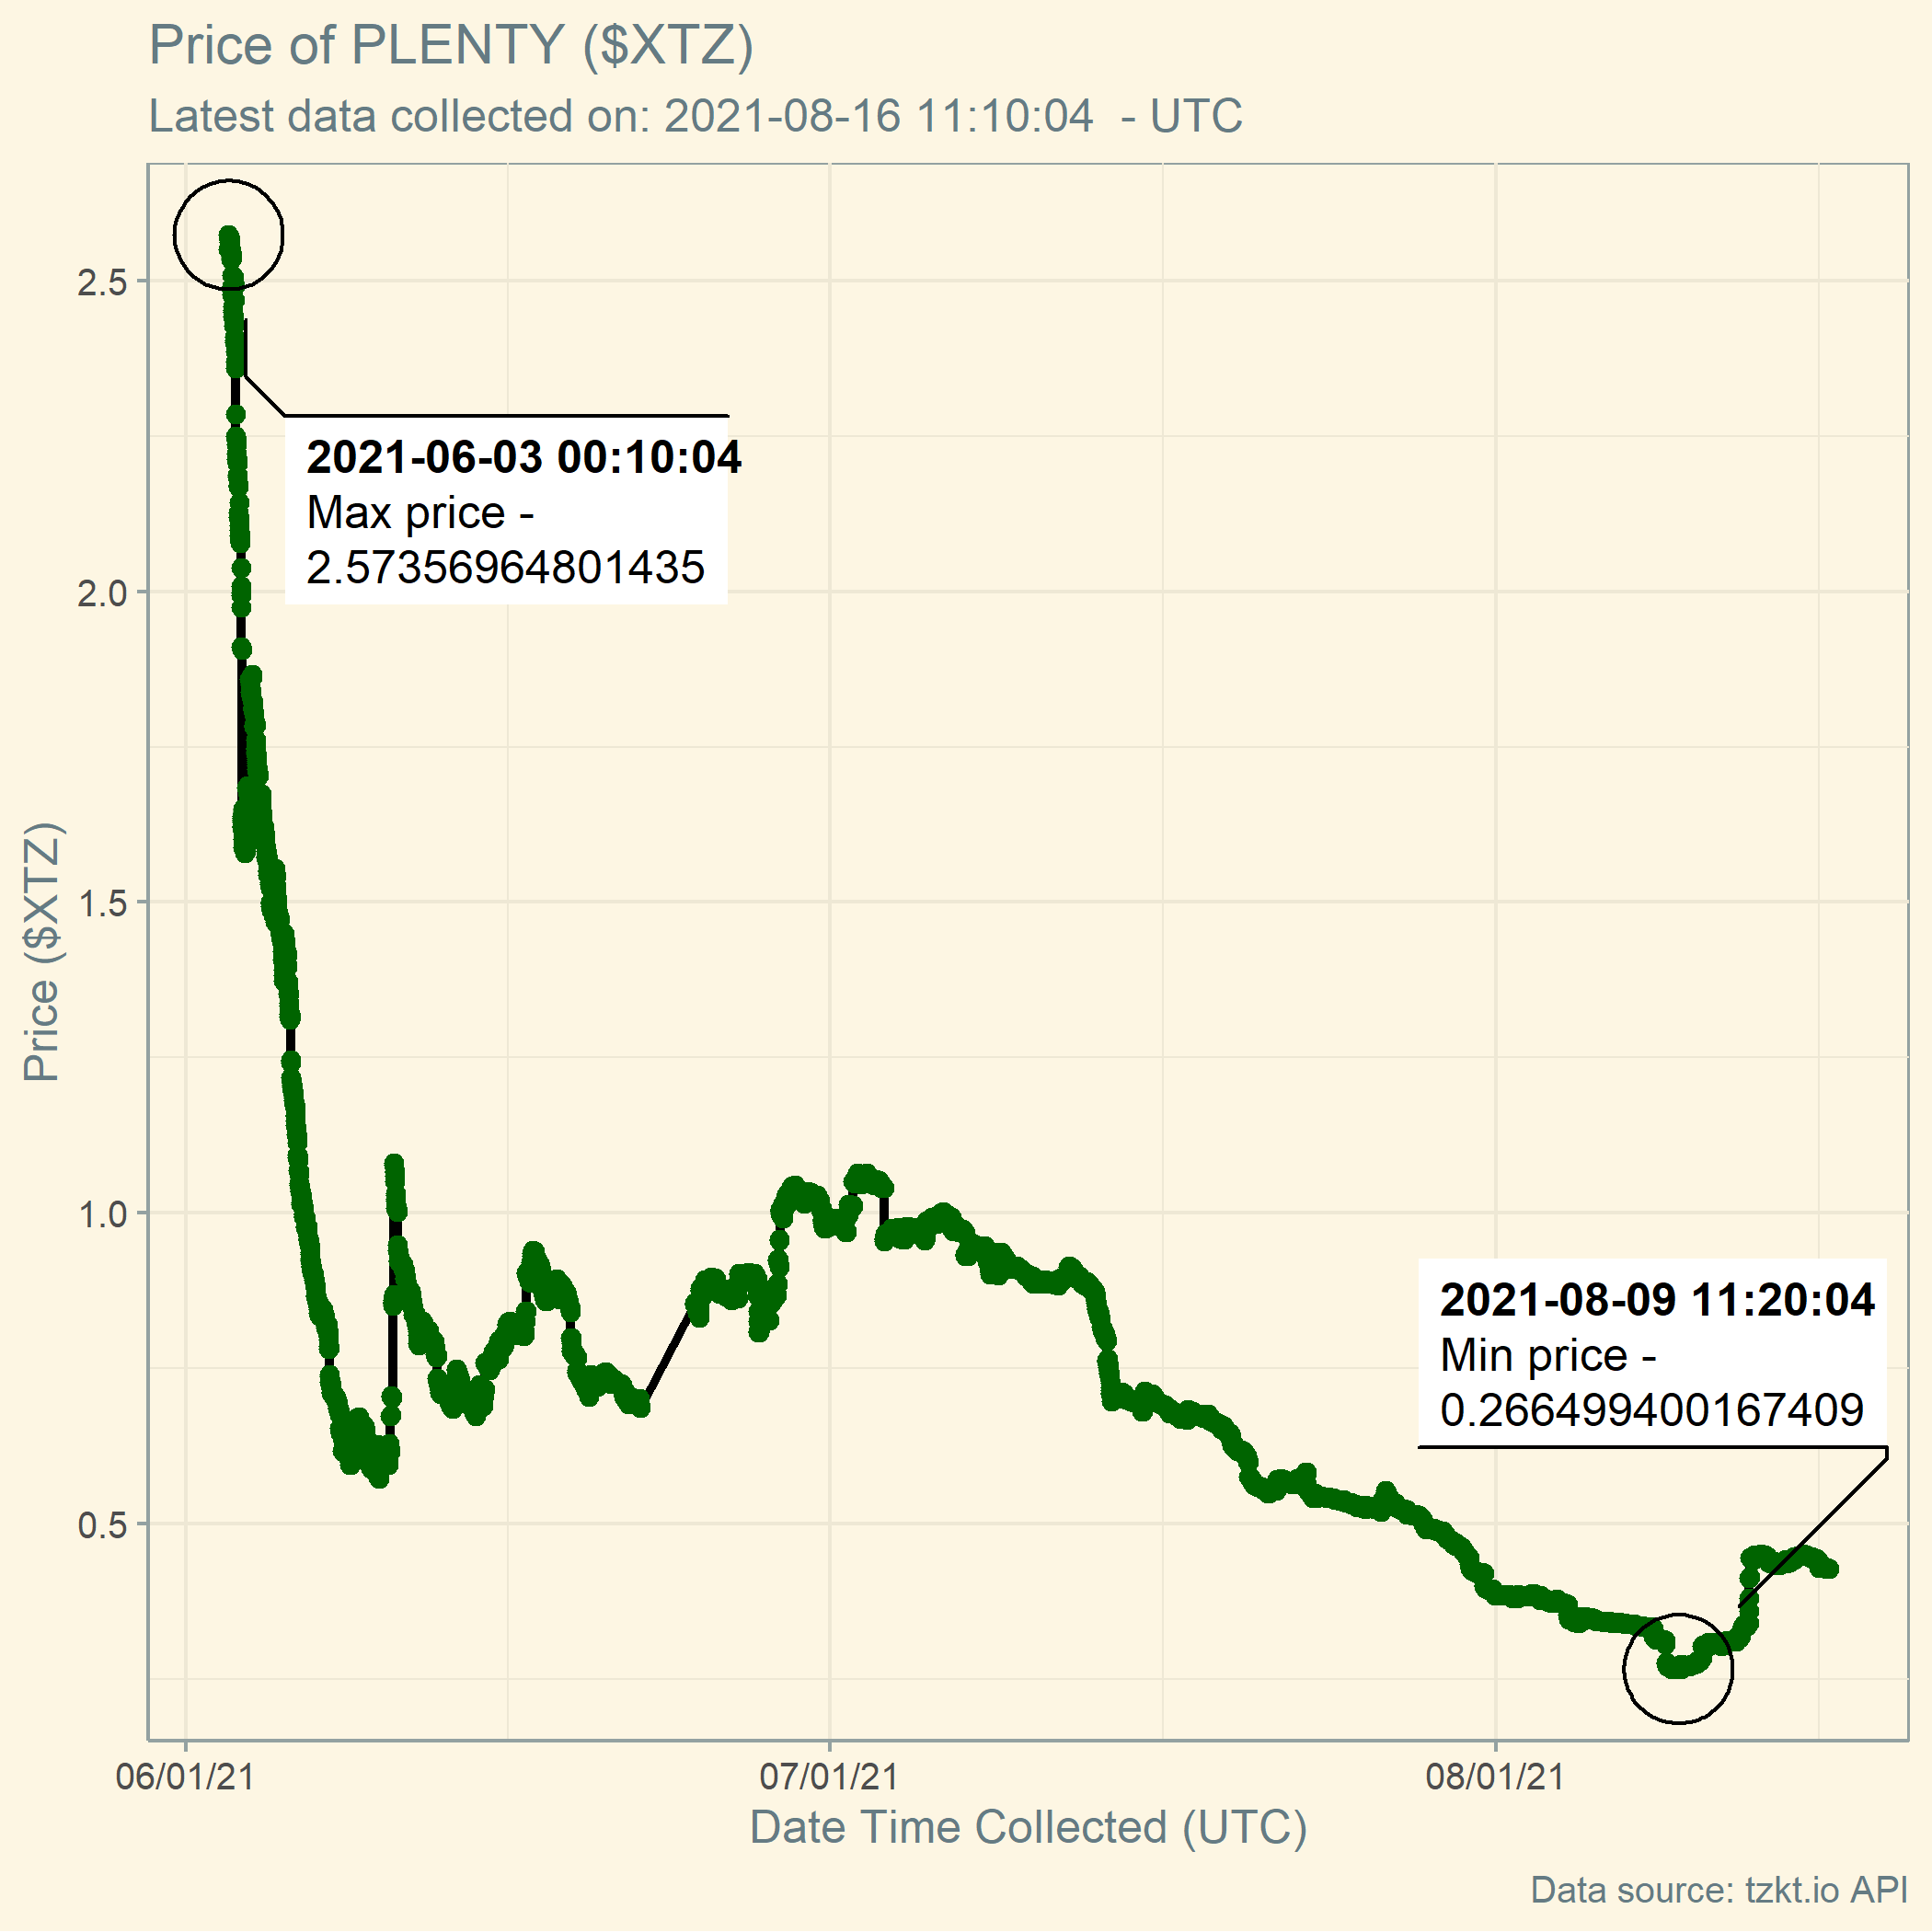 Price of PLENTY ($XTZ)
Latest data collected on: 2021-08-16 11:10:04  - UTC
Price ($XTZ)
2.5
2.0
1.5
1.0
0.5
2021-06-03 00:10:04
Max price -
2.57356964801435
2021-08-09 11:20:04
Min price -
0.266499400167409
06/01/21
07/01/21
08/01/21
Date Time Collected (UTC)
Data source: tzkt.io API